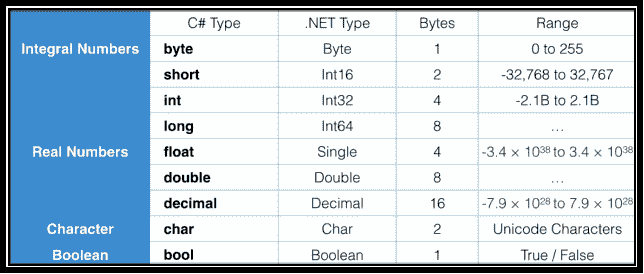 C# Type .NET Type Bytes Range
Integral Numbers byte Byte 1 0 to 255
short Int16 2 -32,768 to 32,767
int Int32 4 -2.1B to 2.1B
long Int64 8 …
Real Numbers float Single 4 -3.4 × 10³⁸ to 3.4 × 10³⁸
double Double 8 …
decimal Decimal 16 -7.9 × 10²⁸ to 7.9 × 10²⁸
Character char Char 2 Unicode Characters
Boolean bool Boolean 1 True / False